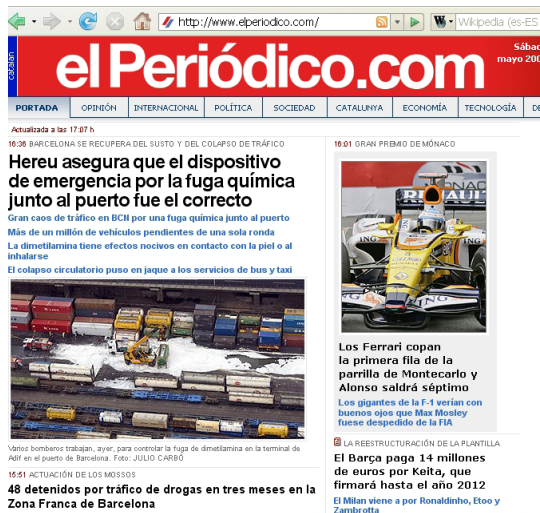 http://www.elperiodico.com/
Wikipedia (es-ES
catalán
elPeriódico.com
Sába
mayo 200
PORTADA OPINIÓN INTERNACIONAL POLÍTICA SOCIEDAD CATALUNYA ECONOMÍA TECNOLOGÍA DE
Actualizada a las 17:07 h
16:36 BARCELONA SE RECUPERA DEL SUSTO Y DEL COLAPSO DE TRÁFICO
Hereu asegura que el dispositivo
de emergencia por la fuga química
junto al puerto fue el correcto
Gran caos de tráfico en BCN por una fuga química junto al puerto
Más de un millón de vehículos pendientes de una sola ronda
La dimetilamina tiene efectos nocivos en contacto con la piel o al
inhalarse
El colapso circulatorio puso en jaque a los servicios de bus y taxi
Varios bomberos trabajan, ayer, para controlar la fuga de dimetilamina en la terminal de
Adif en el puerto de Barcelona. Foto: JULIO CARBÓ
15:51 ACTUACIÓN DE LOS MOSSOS
48 detenidos por tráfico de drogas en tres meses en la
Zona Franca de Barcelona
16:01 GRAN PREMIO DE MÓNACO
RENAULT
ING
ING
Los Ferrari copan
la primera fila de la
parrilla de Montecarlo y
Alonso saldrá séptimo
Los gigantes de la F-1 verían con
buenos ojos que Max Mosley
fuese despedido de la FIA
LA REESTRUCTURACIÓN DE LA PLANTILLA
El Barça paga 14 millones
de euros por Keita, que
firmará hasta el año 2012
El Milan viene a por Ronaldinho, Etoo y
Zambrotta